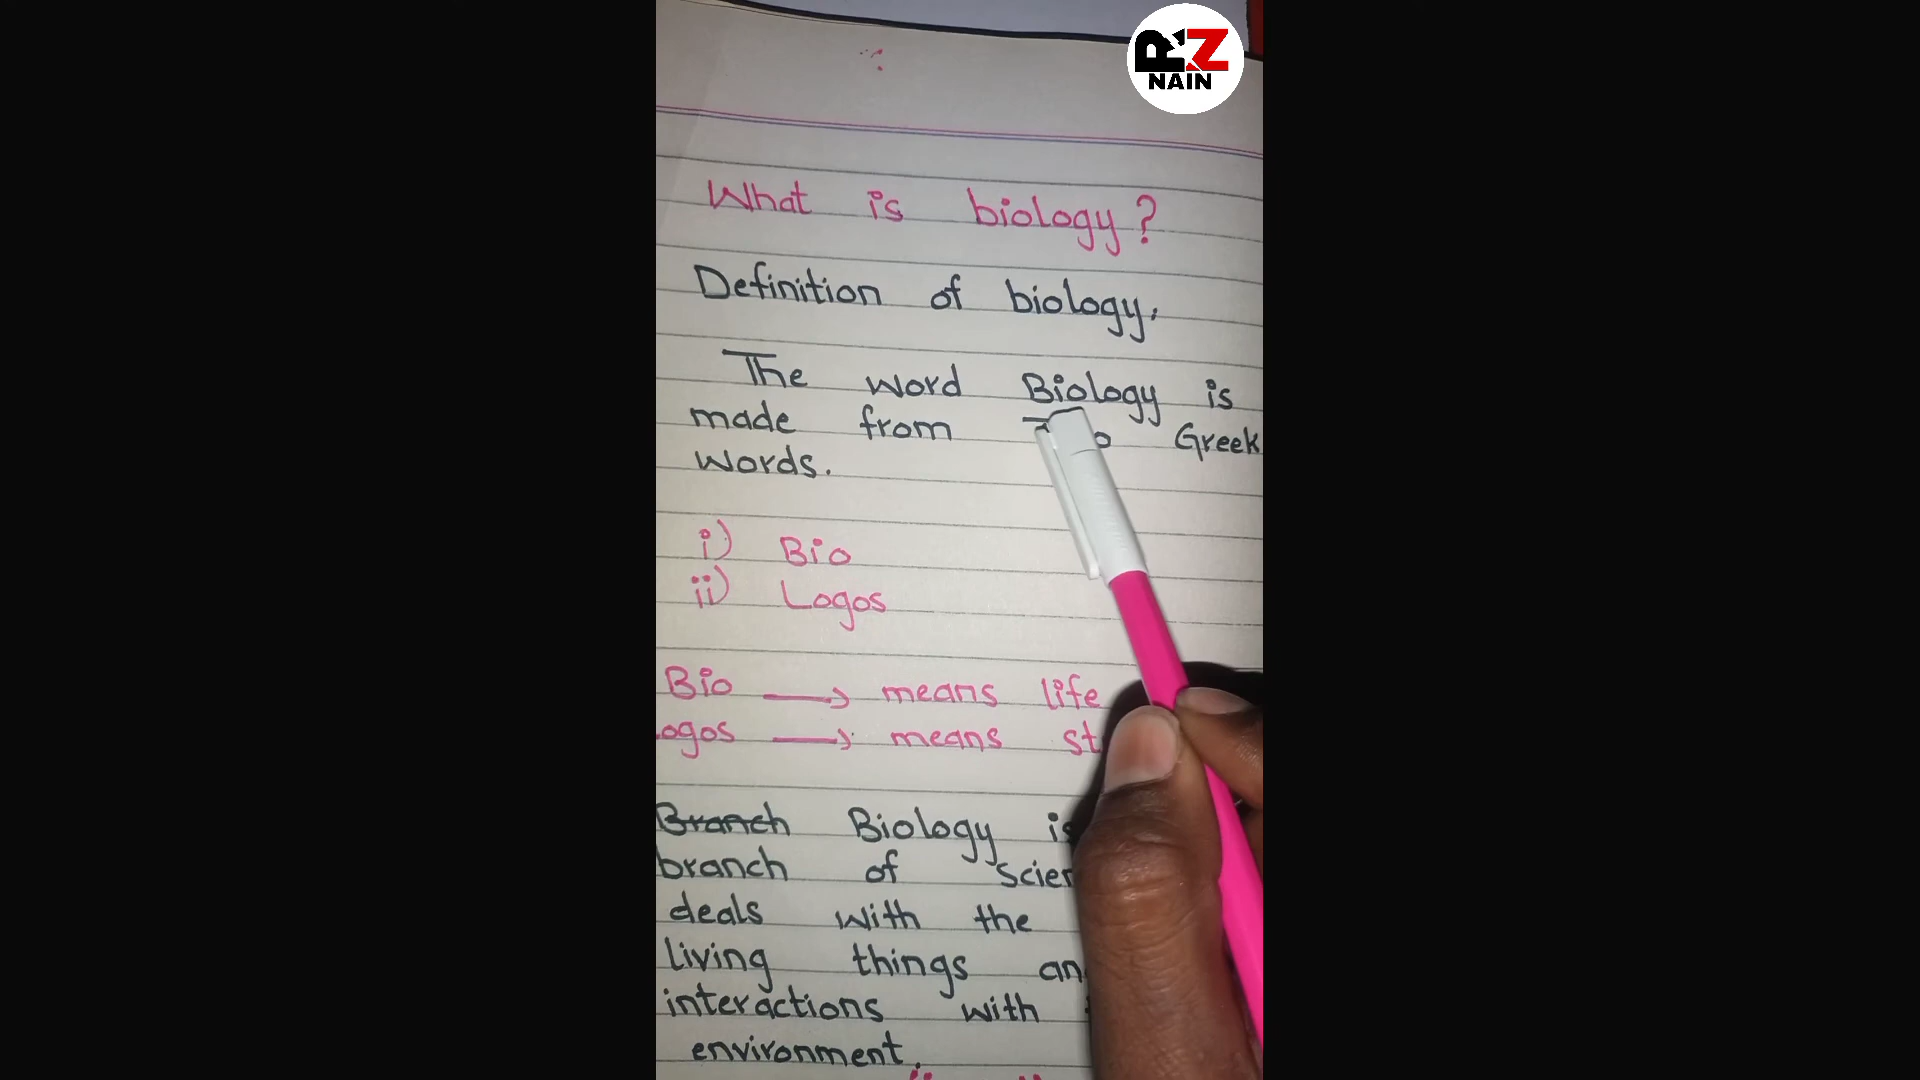 RZ
NAIN
What is biology?
Definition of biology.
The word Biology is
made from Greek
words.
i) Bio
ii) Logos
Bio → means life
ogos → means st
Branch Biology is
branch of Scien
deals with the
living things an
interactions with
environment.